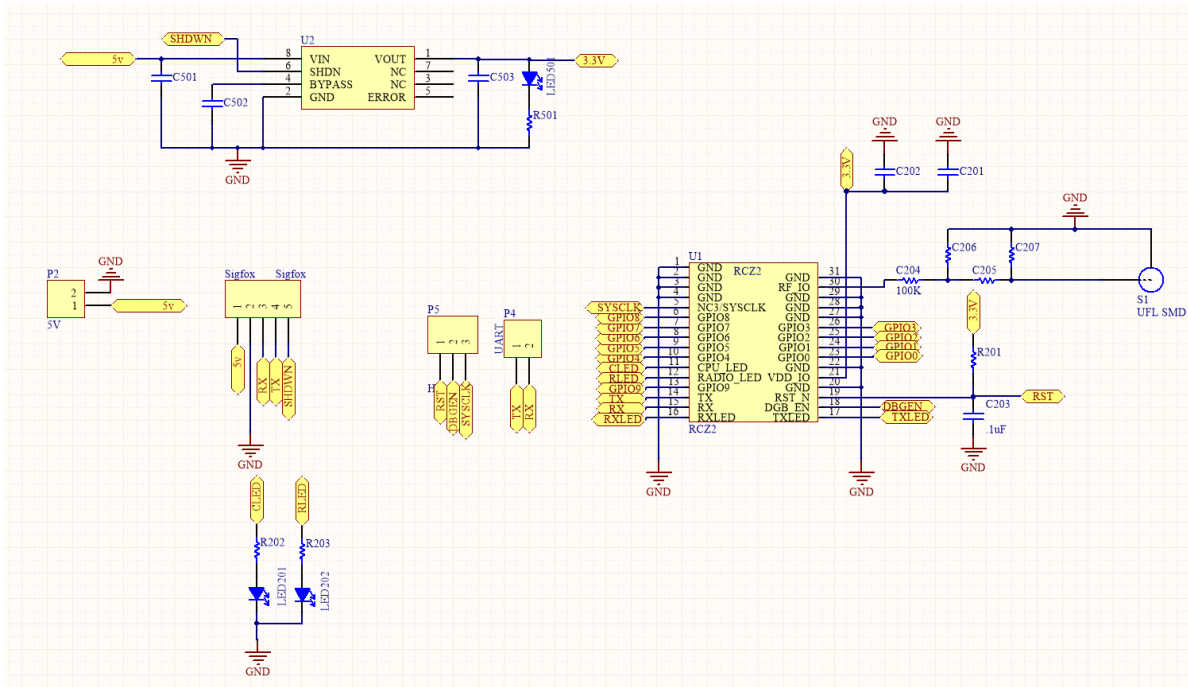 SHDWN
5v
U2
8 VIN VOUT 1
6 SHDN NC 7
4 BYPASS NC 3
2 GND ERROR 5
C501
C502
C503
LED501
R501
3.3V
GND
GND
GND
3.3V
C202
C201
GND
C206
C207
C204
100K
C205
S1
UFL SMD
P2
GND
2
1
5v
5V
Sigfox
Sigfox
1
2
3
4
5
5v
RX
TX
SHDWN
GND
P5
1
2
3
H
RST
DBGEN
SYSCLK
P4
UART
1
2
TX
RX
U1
RCZ2
1 GND
2 GND GND 31
3 GND RF_IO 30
4 GND GND 29
SYSCLK 5 NC3/SYSCLK GND 28
GPIO8 6 GPIO8 GND 27
GPIO7 7 GPIO7 GPIO3 26 GPIO3
GPIO6 8 GPIO6 GPIO2 25 GPIO2
GPIO5 9 GPIO5 GPIO1 24 GPIO1
GPIO4 10 GPIO4 GPIO0 23 GPIO0
CLED 11 CPU_LED GND 22
RLED 12 RADIO_LED VDD_IO 21
GPIO9 13 GPIO9 GND 20
TX 14 TX RST_N 19
RX 15 RX DGB_EN 18 DBGEN
RXLED 16 RXLED TXLED 17 TXLED
RCZ2
GND
GND
3.3V
R201
RST
C203
.1uF
GND
CLED
RLED
R202
R203
LED201
LED202
GND